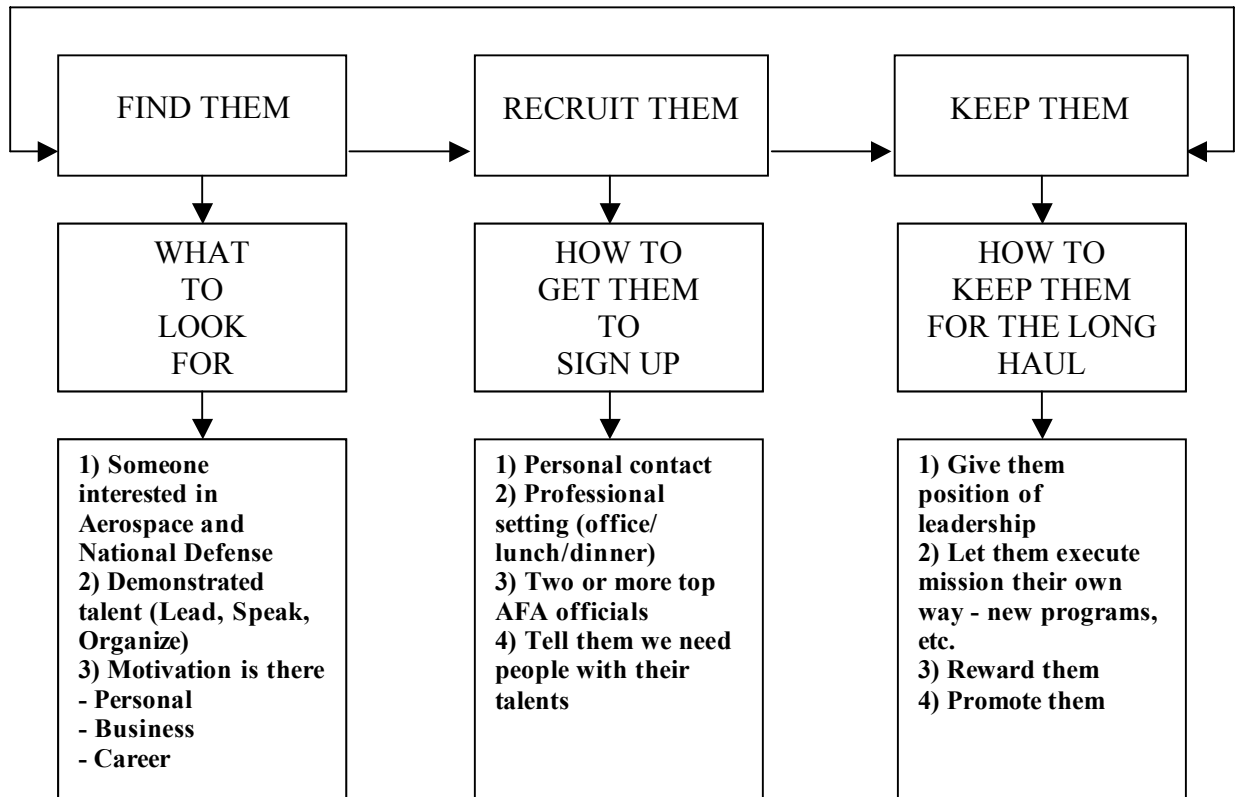 FIND THEM
RECRUIT THEM
KEEP THEM
WHAT
TO
LOOK
FOR
HOW TO
GET THEM
TO
SIGN UP
HOW TO
KEEP THEM
FOR THE LONG
HAUL
1) Someone
interested in
Aerospace and
National Defense
2) Demonstrated
talent (Lead, Speak,
Organize)
3) Motivation is there
- Personal
- Business
- Career
1) Personal contact
2) Professional
setting (office/
lunch/dinner)
3) Two or more top
AFA officials
4) Tell them we need
people with their
talents
1) Give them
position of
leadership
2) Let them execute
mission their own
way - new programs,
etc.
3) Reward them
4) Promote them